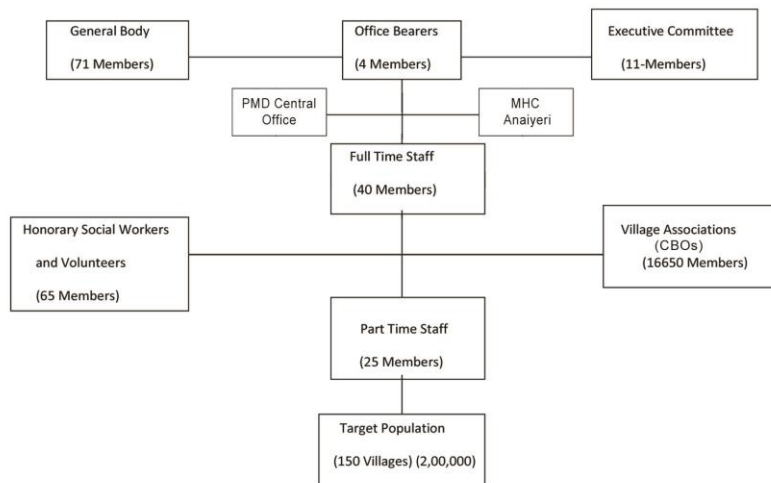 General Body
(71 Members)
Office Bearers
(4 Members)
Executive Committee
(11-Members)
PMD Central
Office
MHC
Anaiyeri
Full Time Staff
(40 Members)
Honorary Social Workers
and Volunteers
(65 Members)
Village Associations
(CBOs)
(16650 Members)
Part Time Staff
(25 Members)
Target Population
(150 Villages) (2,00,000)